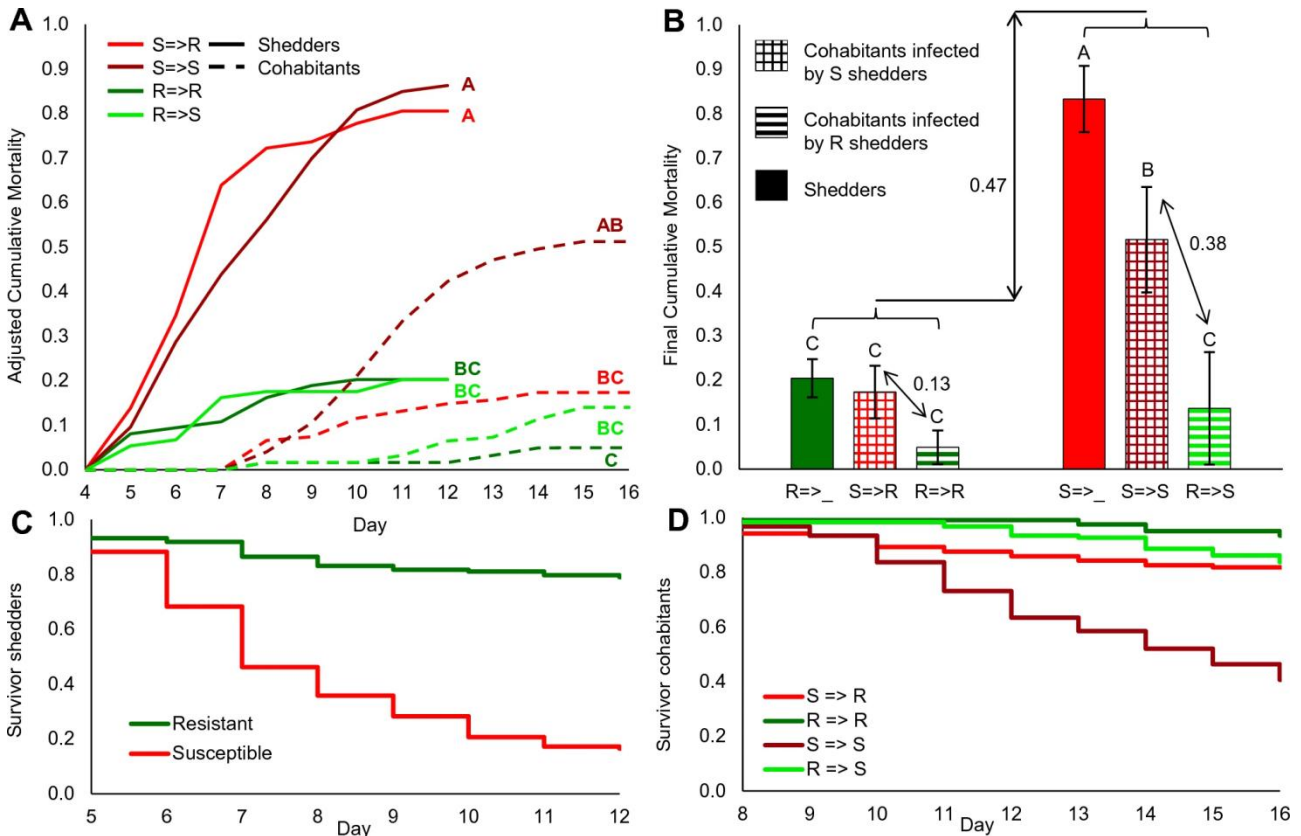 A
Adjusted Cumulative Mortality
1.0
0.9
0.8
0.7
0.6
0.5
0.4
0.3
0.2
0.1
0.0
S=>R
S=>S
R=>R
R=>S
Shedders
Cohabitants
A
A
AB
BC
BC
BC
BC
C
4 5 6 7 8 9 10 11 12 13 14 15 16
Day
B
Final Cumulative Mortality
1.0
0.9
0.8
0.7
0.6
0.5
0.4
0.3
0.2
0.1
0.0
Cohabitants infected
by S shedders
Cohabitants infected
by R shedders
Shedders
0.47
A
B
0.38
C
C
C
0.13
C
R=>_ S=>R R=>R S=>_ S=>S R=>S
C
Survivor shedders
1.0
0.8
0.6
0.4
0.2
0.0
Resistant
Susceptible
5 6 7 8 9 10 11 12
Day
D
Survivor cohabitants
1.0
0.8
0.6
0.4
0.2
0.0
S => R
R => R
S => S
R => S
8 9 10 11 12 13 14 15 16
Day